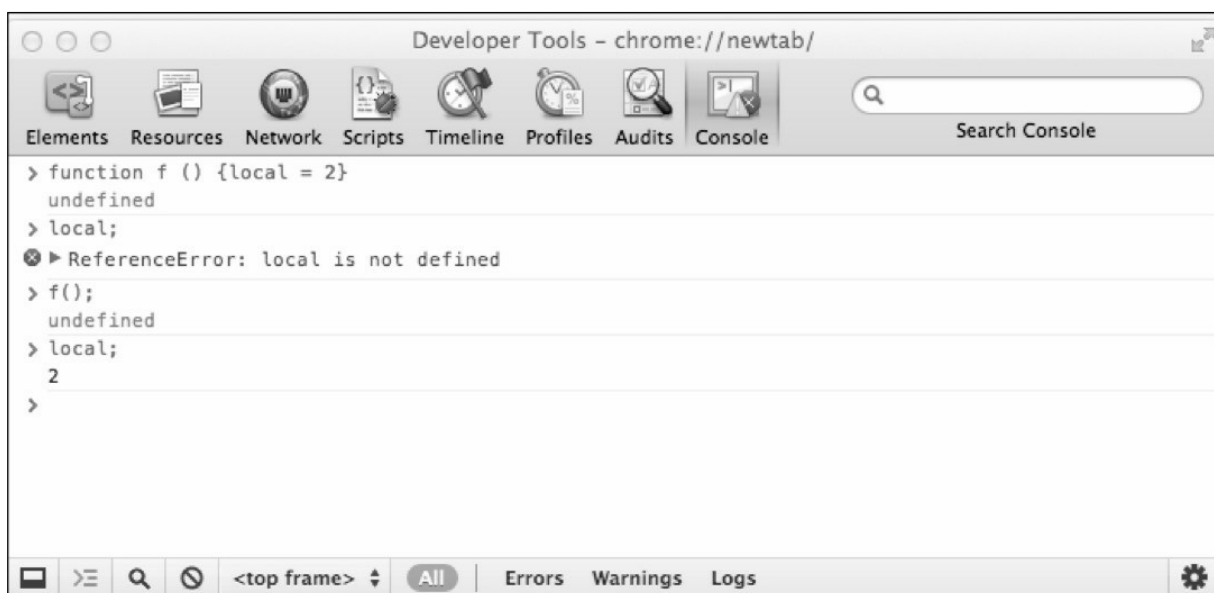 Developer Tools – chrome://newtab/
Elements Resources Network Scripts Timeline Profiles Audits Console Search Console
> function f () {local = 2}
undefined
> local;
ReferenceError: local is not defined
> f();
undefined
> local;
2
>
<top frame> All Errors Warnings Logs